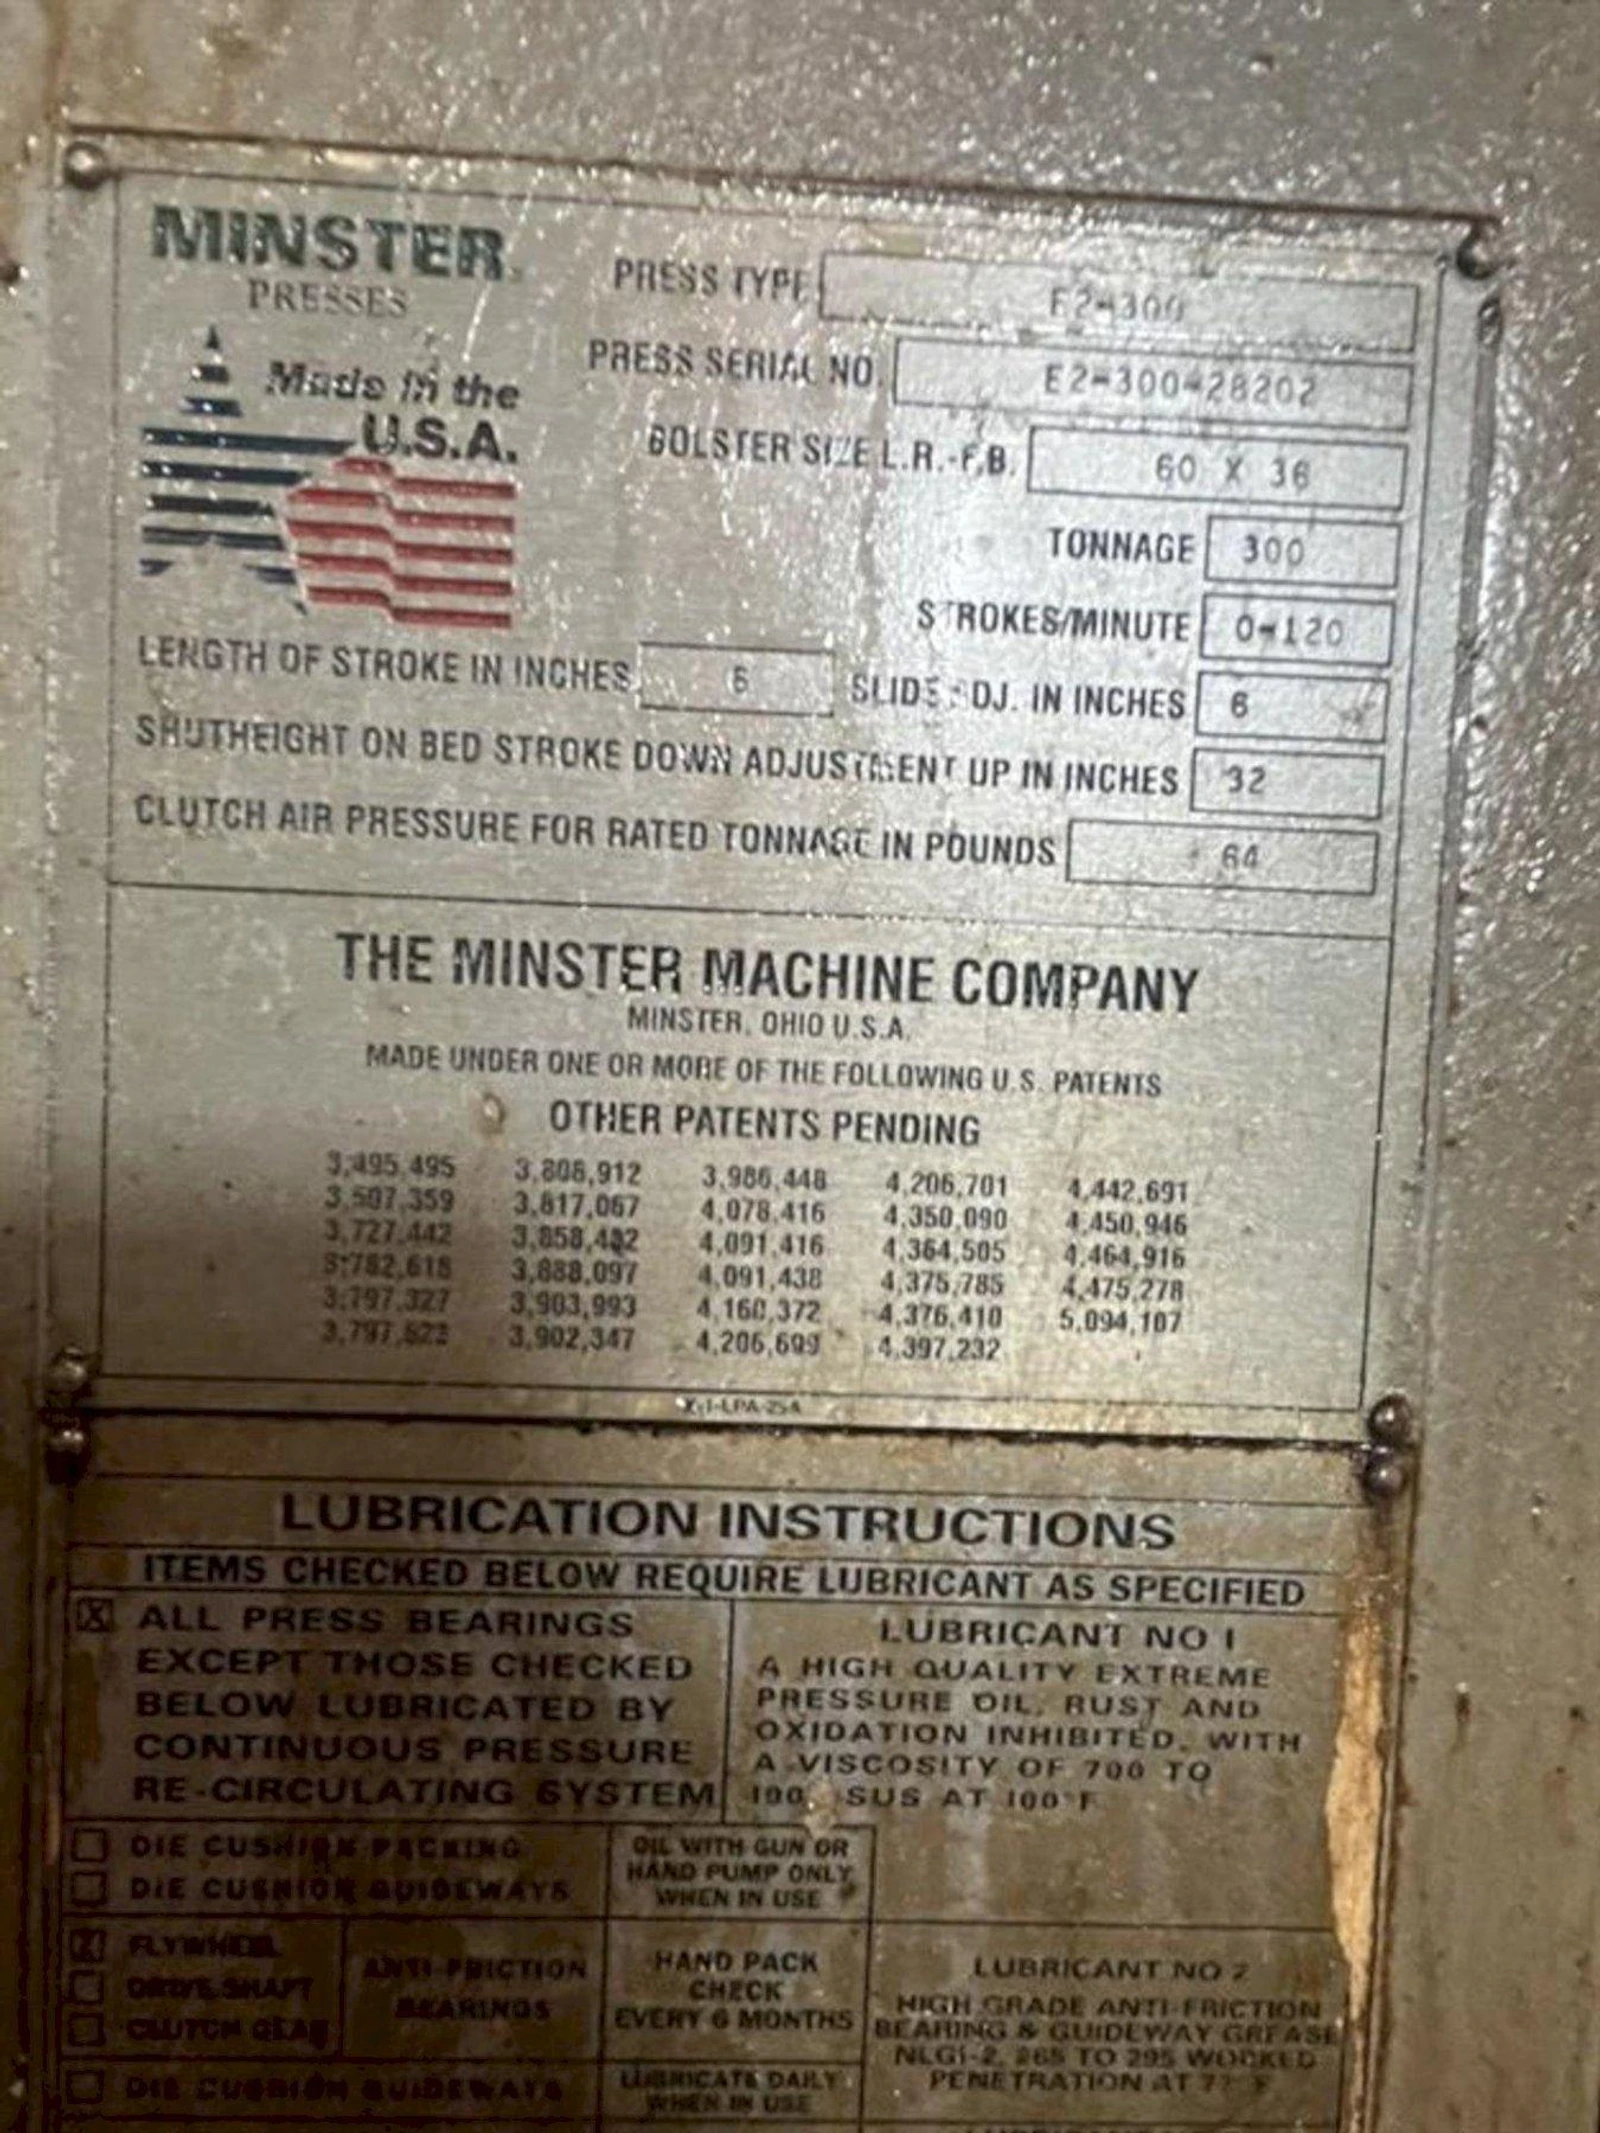 MINSTER
PRESSES
Made in the
U.S.A.
PRESS TYPE E2-300
PRESS SERIAL NO. E2-300-28202
BOLSTER SIZE L.R.-F.B. 60 X 36
TONNAGE 300
STROKES/MINUTE 0-120
LENGTH OF STROKE IN INCHES 6 SLIDE ADJ. IN INCHES 6
SHUTHEIGHT ON BED STROKE DOWN ADJUSTMENT UP IN INCHES 32
CLUTCH AIR PRESSURE FOR RATED TONNAGE IN POUNDS 64
THE MINSTER MACHINE COMPANY
MINSTER, OHIO U.S.A.
MADE UNDER ONE OR MORE OF THE FOLLOWING U.S. PATENTS
OTHER PATENTS PENDING
3,495,495 3,808,912 3,986,448 4,206,701 4,442,691
3,507,359 3,817,067 4,078,416 4,350,090 4,450,946
3,727,442 4,091,416 4,364,505 4,464,916
3,782,618 3,888,097 4,091,438 4,375,785 4,475,278
3,797,327 3,903,993 4,160,372 4,376,410 5,094,107
3,902,347 4,206,699 4,397,232
X-1-LPA-25A
LUBRICATION INSTRUCTIONS
ITEMS CHECKED BELOW REQUIRE LUBRICANT AS SPECIFIED
X ALL PRESS BEARINGS
EXCEPT THOSE CHECKED
BELOW LUBRICATED BY
CONTINUOUS PRESSURE
RE-CIRCULATING SYSTEM
LUBRICANT NO 1
A HIGH QUALITY EXTREME
PRESSURE OIL, RUST AND
OXIDATION INHIBITED, WITH
A VISCOSITY OF 700 TO
SUS AT 100°F
DIE CUSHION PACKING
DIE CUSHION GUIDEWAYS
OIL WITH GUN OR
HAND PUMP ONLY
WHEN IN USE
X FLYWHEEL
DRIVE SHAFT
CLUTCH GEAR
ANTI-FRICTION
BEARINGS
HAND PACK
CHECK
EVERY 6 MONTHS
LUBRICANT NO 2
HIGH GRADE ANTI-FRICTION
BEARING & GUIDEWAY GREASE
NLGI-2, 265 TO 295 WORKED
PENETRATION AT 77°F
DIE CUSHION GUIDEWAYS
LUBRICATE DAILY
WHEN IN USE